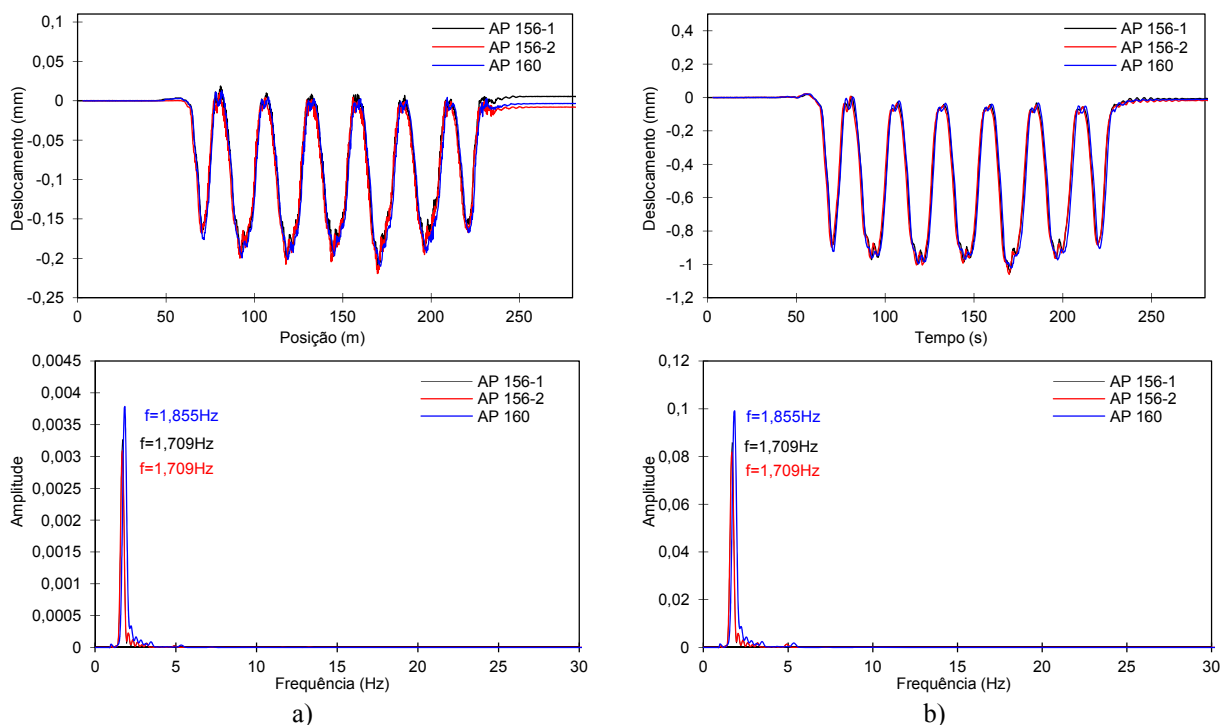 0,1
0,05
0
-0,05
-0,1
-0,15
-0,2
-0,25
Deslocamento (mm)
AP 156-1
AP 156-2
AP 160
0 50 100 150 200 250
Posição (m)
0,4
0,2
0
-0,2
-0,4
-0,6
-0,8
-1
-1,2
Deslocamento (mm)
AP 156-1
AP 156-2
AP 160
0 50 100 150 200 250
Tempo (s)
0,0045
0,004
0,0035
0,003
0,0025
0,002
0,0015
0,001
0,0005
0
Amplitude
AP 156-1
AP 156-2
AP 160
f=1,855Hz
f=1,709Hz
f=1,709Hz
0 5 10 15 20 25 30
Frequência (Hz)
a)
0,12
0,1
0,08
0,06
0,04
0,02
0
Amplitude
AP 156-1
AP 156-2
AP 160
f=1,855Hz
f=1,709Hz
f=1,709Hz
0 5 10 15 20 25 30
Frequência (Hz)
b)